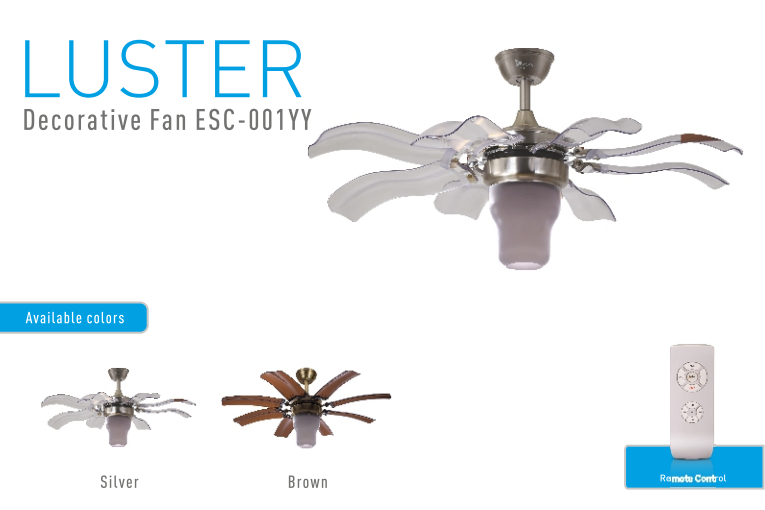 LUSTER
Decorative Fan ESC-001YY
Available colors
Silver
Brown
Remote Control